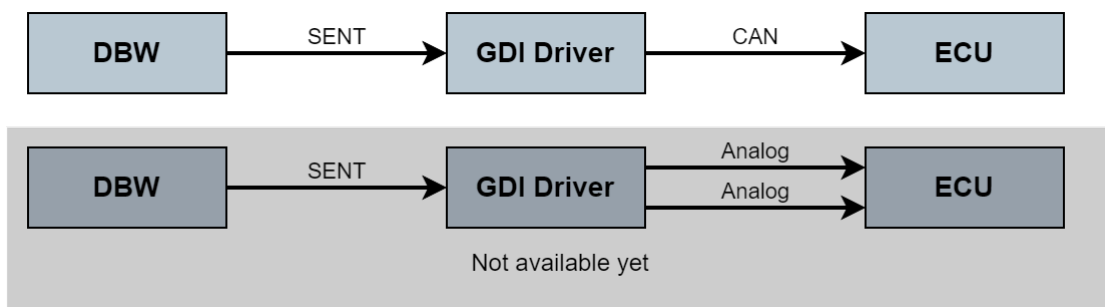 SENT
CAN
DBW
GDI Driver
ECU
Analog
SENT
DBW
GDI Driver
Analog
ECU
Not available yet